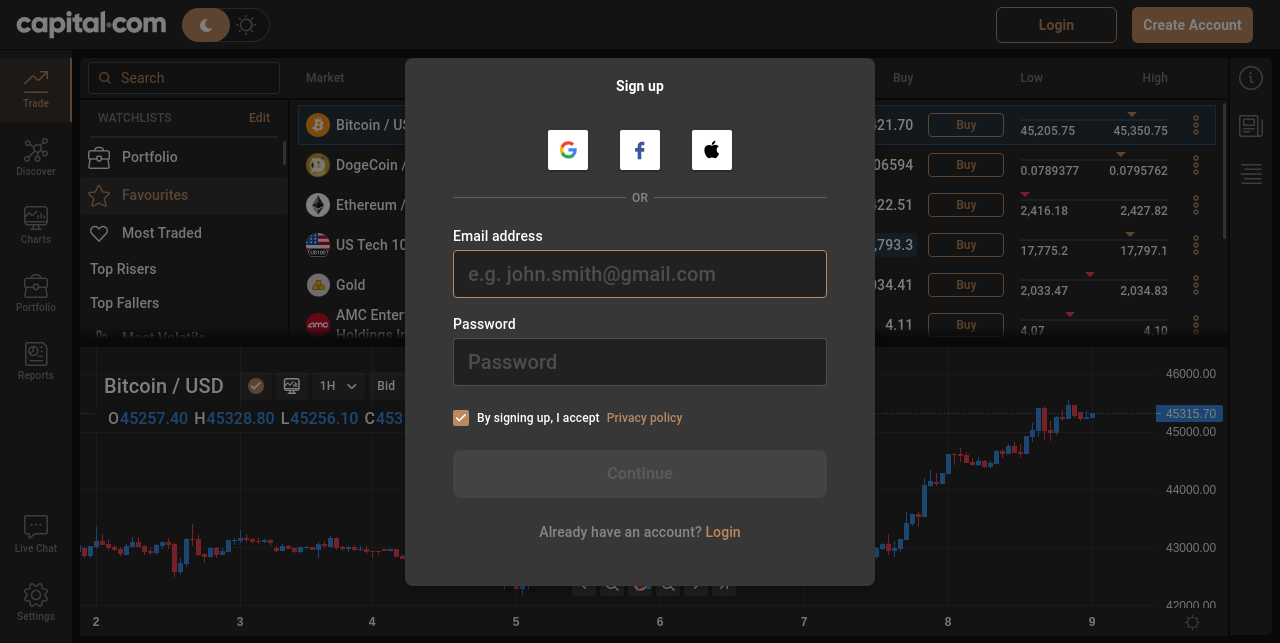 capital.com
Login
Create Account
Trade
Discover
Charts
Portfolio
Reports
Live Chat
Settings
Search
WATCHLISTS Edit
Portfolio
Favourites
Most Traded
Top Risers
Top Fallers
Most Volatile
Market Buy Low High
Bitcoin / US 21.70 Buy 45,205.75 45,350.75
DogeCoin / 06594 Buy 0.0789377 0.0795762
Ethereum / 22.51 Buy 2,416.18 2,427.82
US Tech 10 ,793.3 Buy 17,775.2 17,797.1
Gold 034.41 Buy 2,033.47 2,034.83
AMC Enter
Holdings In 4.11 Buy 4.07 4.10
Sign up
OR
Email address
e.g. john.smith@gmail.com
Password
Password
By signing up, I accept Privacy policy
Continue
Already have an account? Login
Bitcoin / USD 1H Bid
O45257.40 H45328.80 L45256.10 C453
46000.00
45315.70
45000.00
44000.00
43000.00
42000.00
2 3 4 5 6 7 8 9